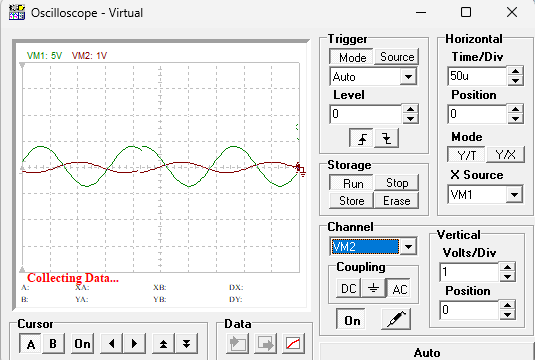 Oscilloscope - Virtual
VM1: 5V VM2: 1V
Collecting Data...
A: XA: XB: DX:
B: YA: YB: DY:
Cursor
A B On
Data
Trigger
Mode Source
Auto
Level
0
Storage
Run Stop
Store Erase
Horizontal
Time/Div
50u
Position
0
Mode
Y/T Y/X
X Source
VM1
Channel
VM2
Coupling
DC AC
On
Vertical
Volts/Div
1
Position
0
Auto